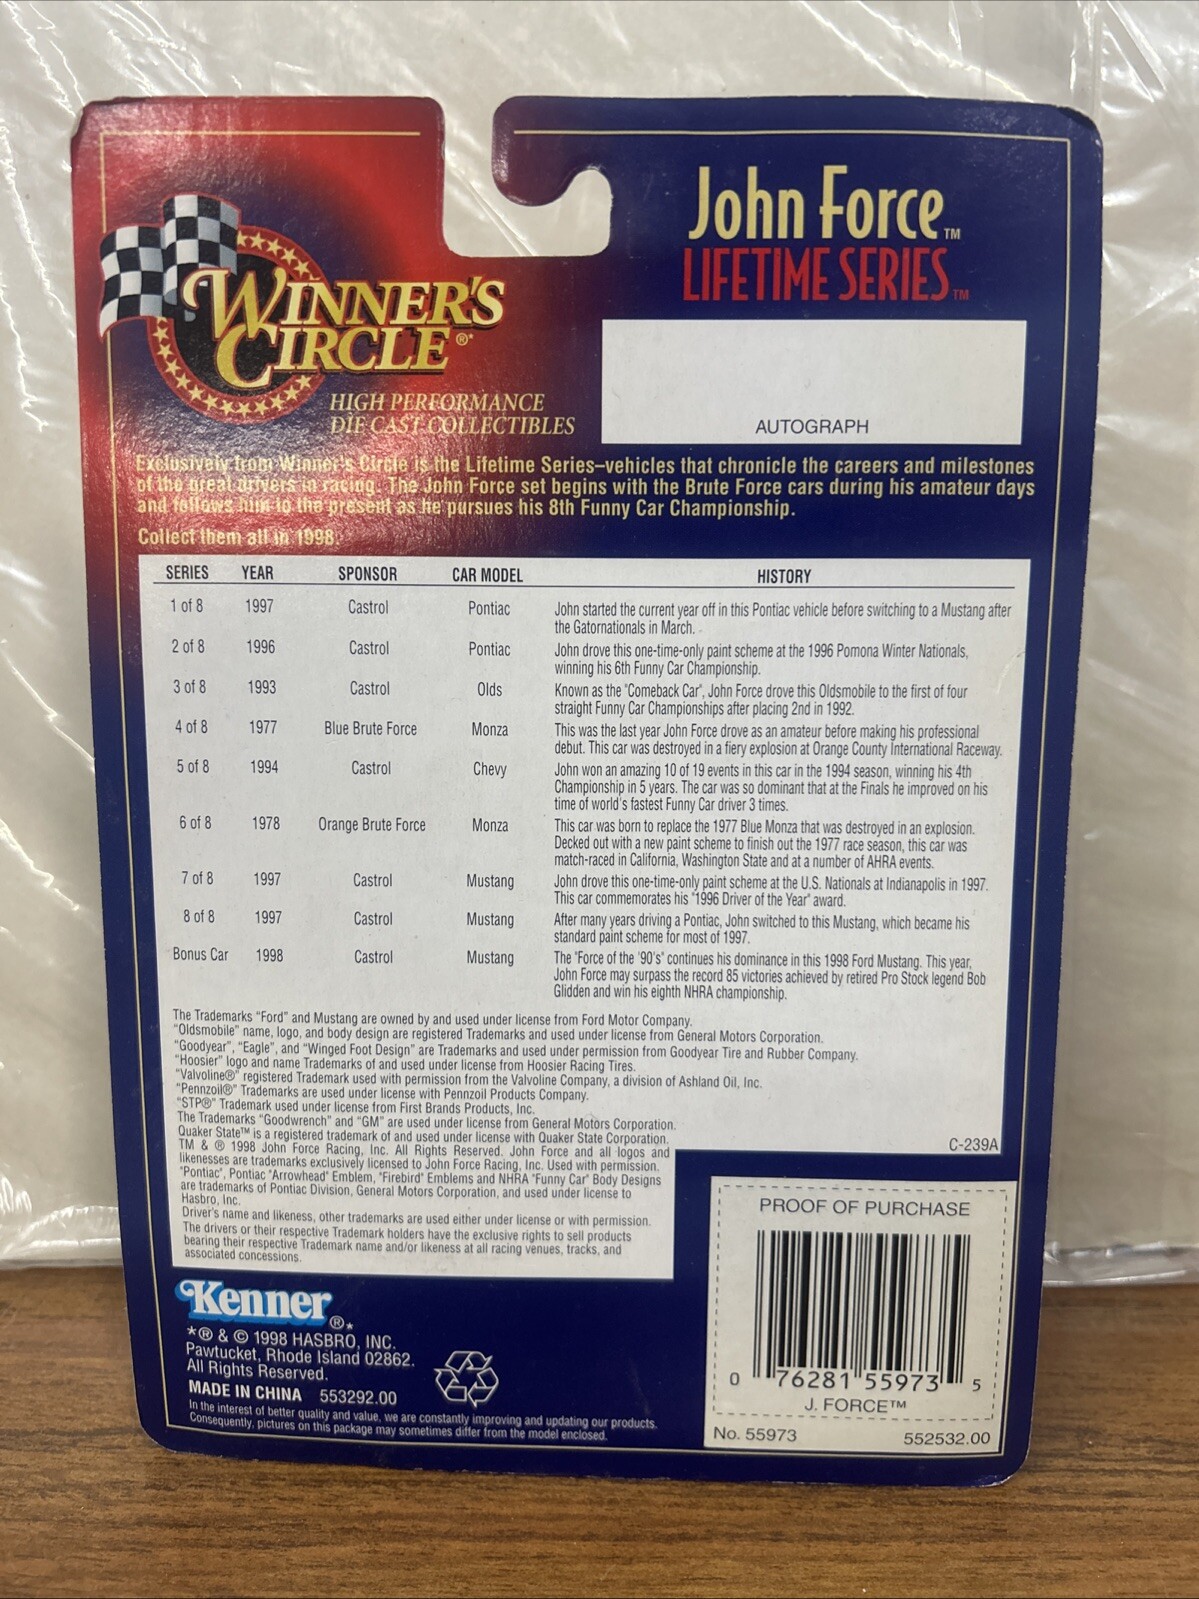 John Force™
LIFETIME SERIES™
WINNER'S
CIRCLE®*
HIGH PERFORMANCE
DIE CAST COLLECTIBLES
AUTOGRAPH
Exclusively from Winner's Circle is the Lifetime Series–vehicles that chronicle the careers and milestones
of the great drivers in racing. The John Force set begins with the Brute Force cars during his amateur days
and follows him to the present as he pursues his 8th Funny Car Championship.
Collect them all in 1998.
SERIES YEAR SPONSOR CAR MODEL HISTORY
1 of 8 1997 Castrol Pontiac John started the current year off in this Pontiac vehicle before switching to a Mustang after
the Gatornationals in March.
2 of 8 1996 Castrol Pontiac John drove this one-time-only paint scheme at the 1996 Pomona Winter Nationals,
winning his 6th Funny Car Championship.
3 of 8 1993 Castrol Olds Known as the "Comeback Car", John Force drove this Oldsmobile to the first of four
straight Funny Car Championships after placing 2nd in 1992.
4 of 8 1977 Blue Brute Force Monza This was the last year John Force drove as an amateur before making his professional
debut. This car was destroyed in a fiery explosion at Orange County International Raceway.
5 of 8 1994 Castrol Chevy John won an amazing 10 of 19 events in this car in the 1994 season, winning his 4th
Championship in 5 years. The car was so dominant that at the Finals he improved on his
time of world's fastest Funny Car driver 3 times.
6 of 8 1978 Orange Brute Force Monza This car was born to replace the 1977 Blue Monza that was destroyed in an explosion.
Decked out with a new paint scheme to finish out the 1977 race season, this car was
match-raced in California, Washington State and at a number of AHRA events.
7 of 8 1997 Castrol Mustang John drove this one-time-only paint scheme at the U.S. Nationals at Indianapolis in 1997.
This car commemorates his "1996 Driver of the Year" award.
8 of 8 1997 Castrol Mustang After many years driving a Pontiac, John switched to this Mustang, which became his
standard paint scheme for most of 1997.
Bonus Car 1998 Castrol Mustang The "Force of the '90's" continues his dominance in this 1998 Ford Mustang. This year,
John Force may surpass the record 85 victories achieved by retired Pro Stock legend Bob
Glidden and win his eighth NHRA championship.
The Trademarks "Ford" and Mustang are owned by and used under license from Ford Motor Company.
"Oldsmobile" name, logo, and body design are registered Trademarks and used under license from General Motors Corporation.
"Goodyear", "Eagle", and "Winged Foot Design" are Trademarks and used under permission from Goodyear Tire and Rubber Company.
"Hoosier" logo and name Trademarks of and used under license from Hoosier Racing Tires.
"Valvoline®" registered Trademark used with permission from the Valvoline Company, a division of Ashland Oil, Inc.
"Pennzoil®" Trademarks are used under license with Pennzoil Products Company.
"STP®" Trademark used under license from First Brands Products, Inc.
The Trademarks "Goodwrench" and "GM" are used under license from General Motors Corporation.
Quaker State™ is a registered trademark of and used under license with Quaker State Corporation.
TM & ® 1998 John Force Racing, Inc. All Rights Reserved. John Force and all logos and
likenesses are trademarks exclusively licensed to John Force Racing, Inc. Used with permission.
"Pontiac", Pontiac "Arrowhead" Emblem, "Firebird" Emblems and NHRA "Funny Car" Body Designs
are trademarks of Pontiac Division, General Motors Corporation, and used under license to
Hasbro, Inc.
Driver's name and likeness, other trademarks are used either under license or with permission.
The drivers or their respective Trademark holders have the exclusive rights to sell products
bearing their respective Trademark name and/or likeness at all racing venues, tracks, and
associated concessions.
C-239A
PROOF OF PURCHASE
0 76281 55973 5
J. FORCE™
No. 55973 552532.00
Kenner®*
*® & © 1998 HASBRO, INC.
Pawtucket, Rhode Island 02862.
All Rights Reserved.
MADE IN CHINA 553292.00
In the interest of better quality and value, we are constantly improving and updating our products.
Consequently, pictures on this package may sometimes differ from the model enclosed.